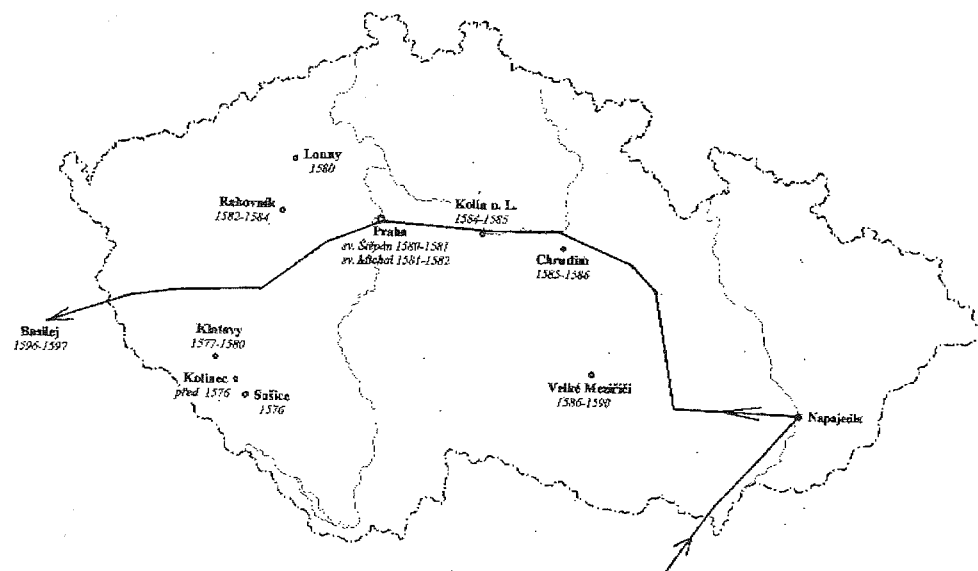 Louny
1580
Rakovník
1582-1584
Kolín n. L.
1584-1585
Praha
sv. Štěpán 1580-1581
sv. Michal 1581-1582
Chrudim
1585-1586
Basilej
1596-1597
Klatovy
1577-1580
Kolinec
před 1576
Sušice
1576
Velké Meziříčí
1586-1590
Napajedla